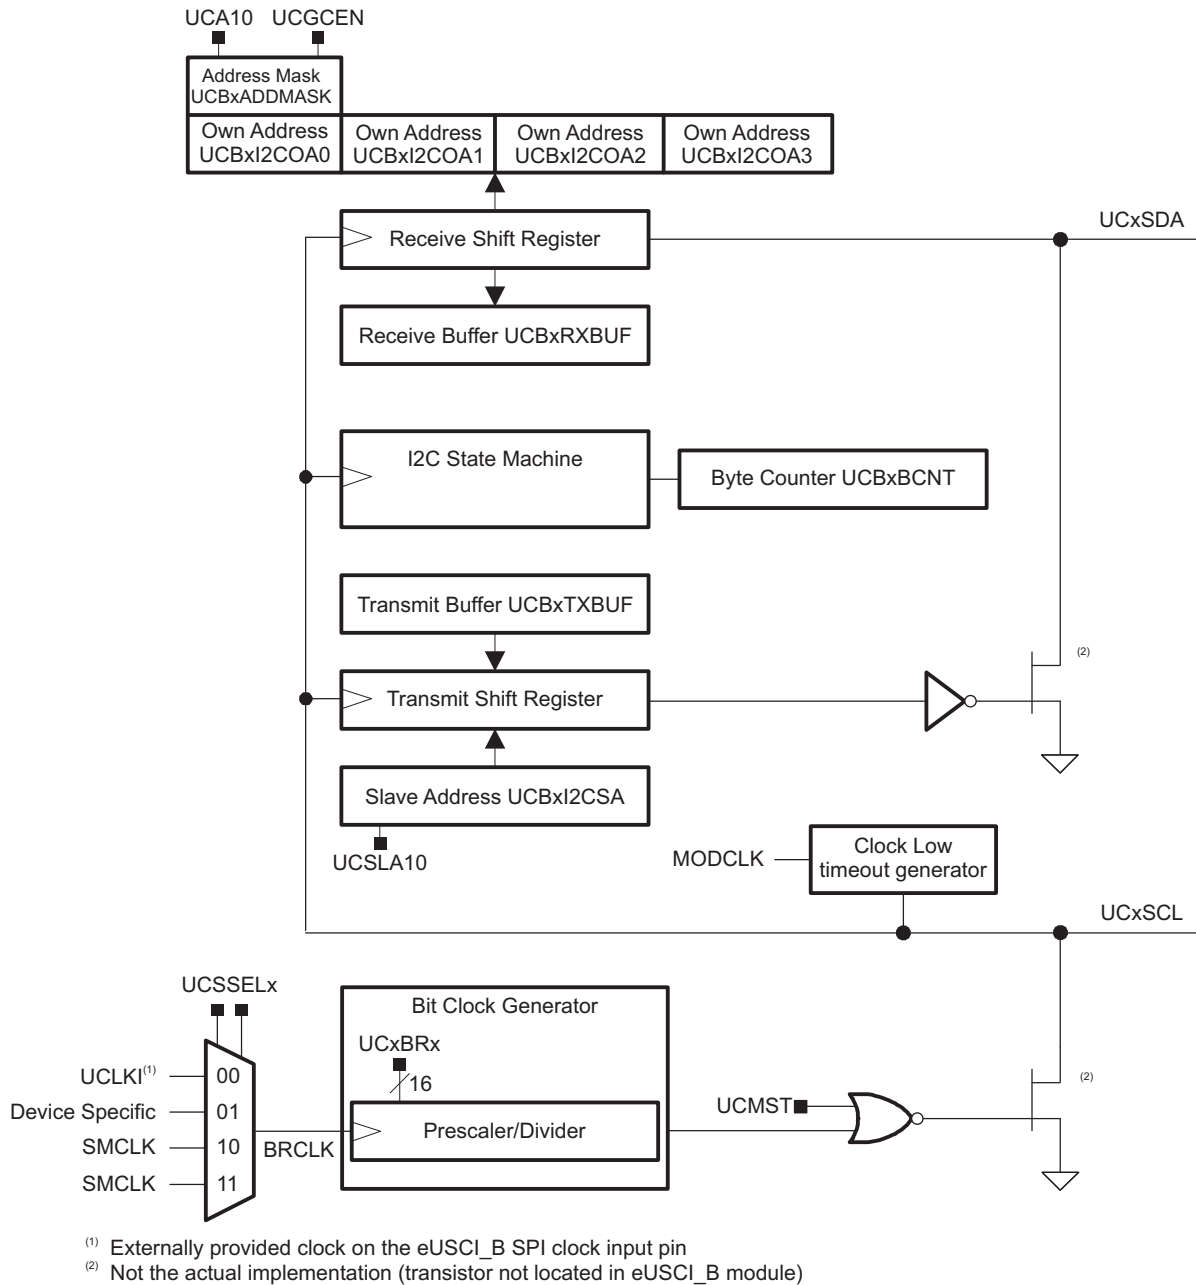 UCA10 UCGCEN
Address Mask
UCBxADDMASK
Own Address
UCBxI2COA0
Own Address
UCBxI2COA1
Own Address
UCBxI2COA2
Own Address
UCBxI2COA3
Receive Shift Register
UCxSDA
Receive Buffer UCBxRXBUF
I2C State Machine
Byte Counter UCBxBCNT
Transmit Buffer UCBxTXBUF
(2)
Transmit Shift Register
Slave Address UCBxI2CSA
UCSLA10
MODCLK
Clock Low
timeout generator
UCxSCL
UCSSELx
Bit Clock Generator
UCxBRx
16
UCLKI(1)
00
Device Specific
01
SMCLK
10
SMCLK
11
BRCLK
Prescaler/Divider
UCMST
(2)
(1) Externally provided clock on the eUSCI_B SPI clock input pin
(2) Not the actual implementation (transistor not located in eUSCI_B module)